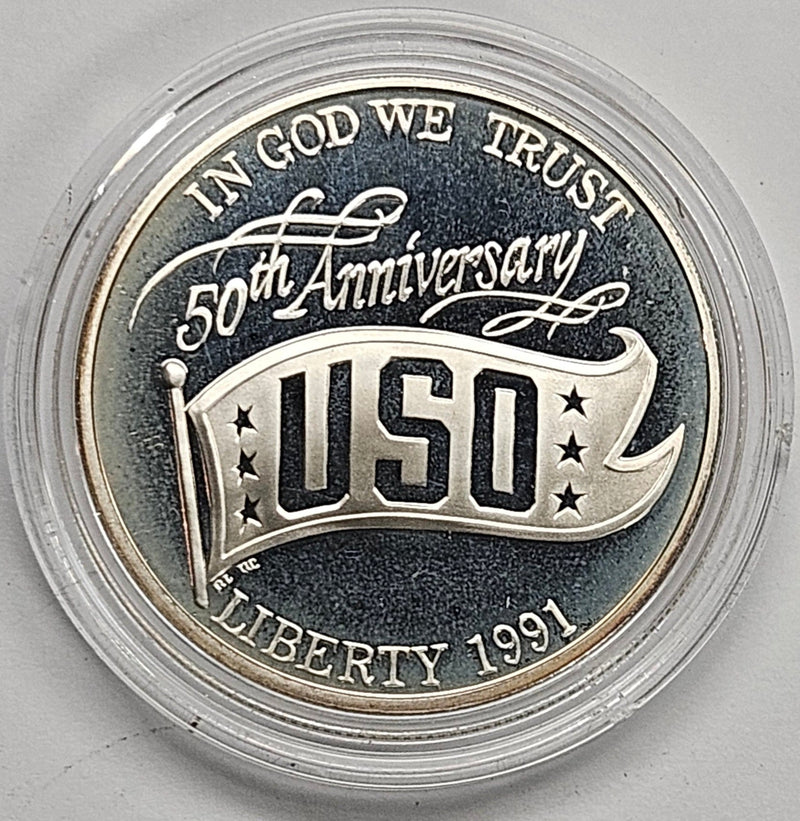 IN GOD WE TRUST
50th Anniversary
USO
LIBERTY 1991